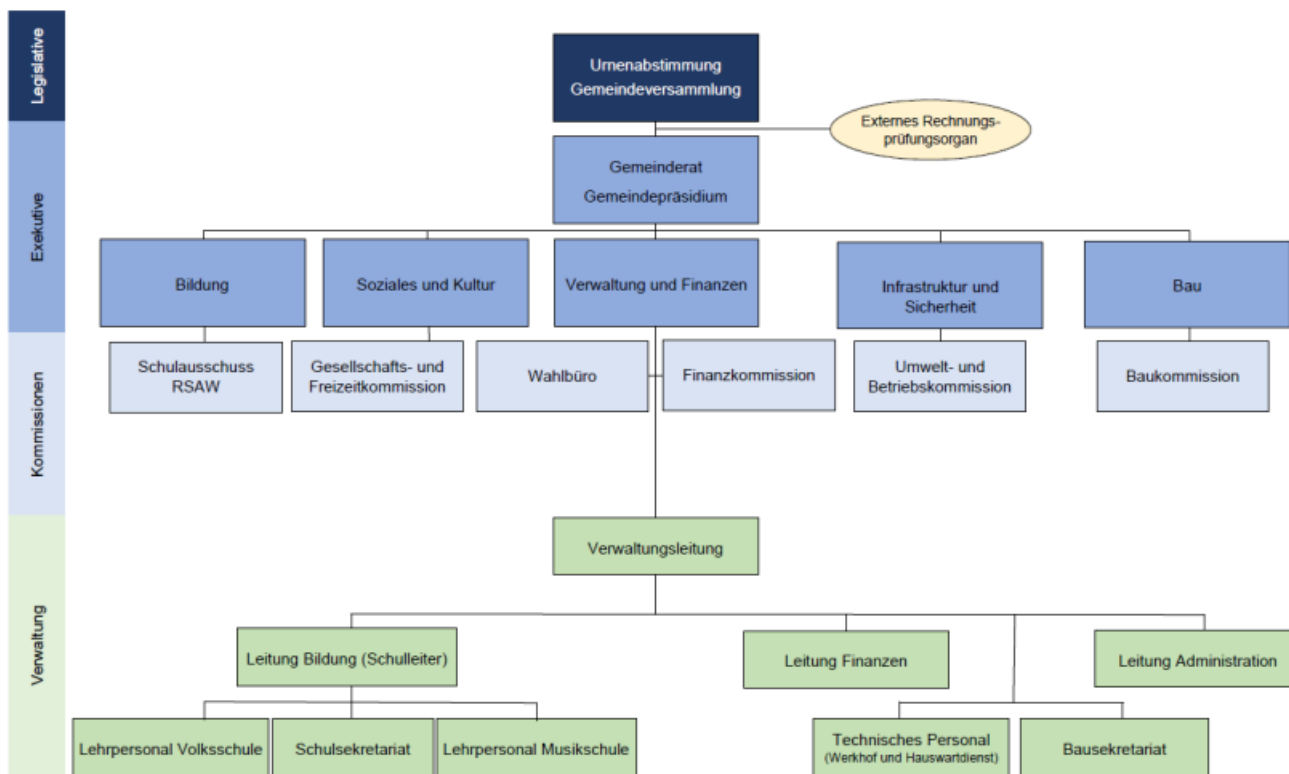 Legislative
Urnenabstimmung
Gemeindeversammlung
Externes Rechnungs-
prüfungsorgan
Exekutive
Gemeinderat
Gemeindepräsidium
Bildung
Soziales und Kultur
Verwaltung und Finanzen
Infrastruktur und
Sicherheit
Bau
Kommissionen
Schulausschuss
RSAW
Gesellschafts- und
Freizeitkommission
Wahlbüro
Finanzkommission
Umwelt- und
Betriebskommission
Baukommission
Verwaltung
Verwaltungsleitung
Leitung Bildung (Schulleiter)
Leitung Finanzen
Leitung Administration
Lehrpersonal Volksschule
Schulsekretariat
Lehrpersonal Musikschule
Technisches Personal
(Werkhof und Hauswartdienst)
Bausekretariat